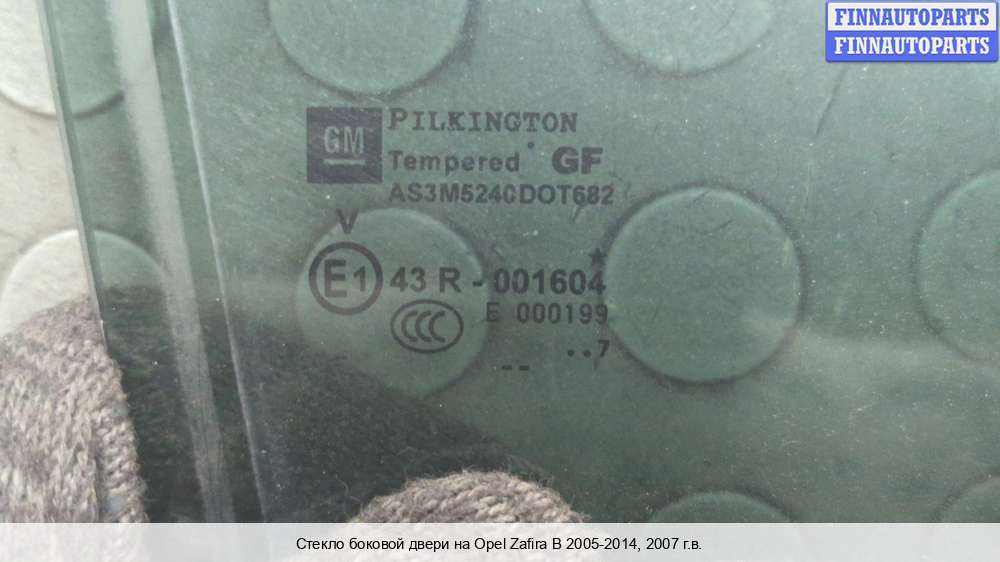 FINNAUTOPARTS
FINNAUTOPARTS
GM
PILKINGTON
Tempered GF
AS3M5240DOT682
V
E1 43 R - 001604
CCC E 000199
..7
--
Стекло боковой двери на Opel Zafira B 2005-2014, 2007 г.в.